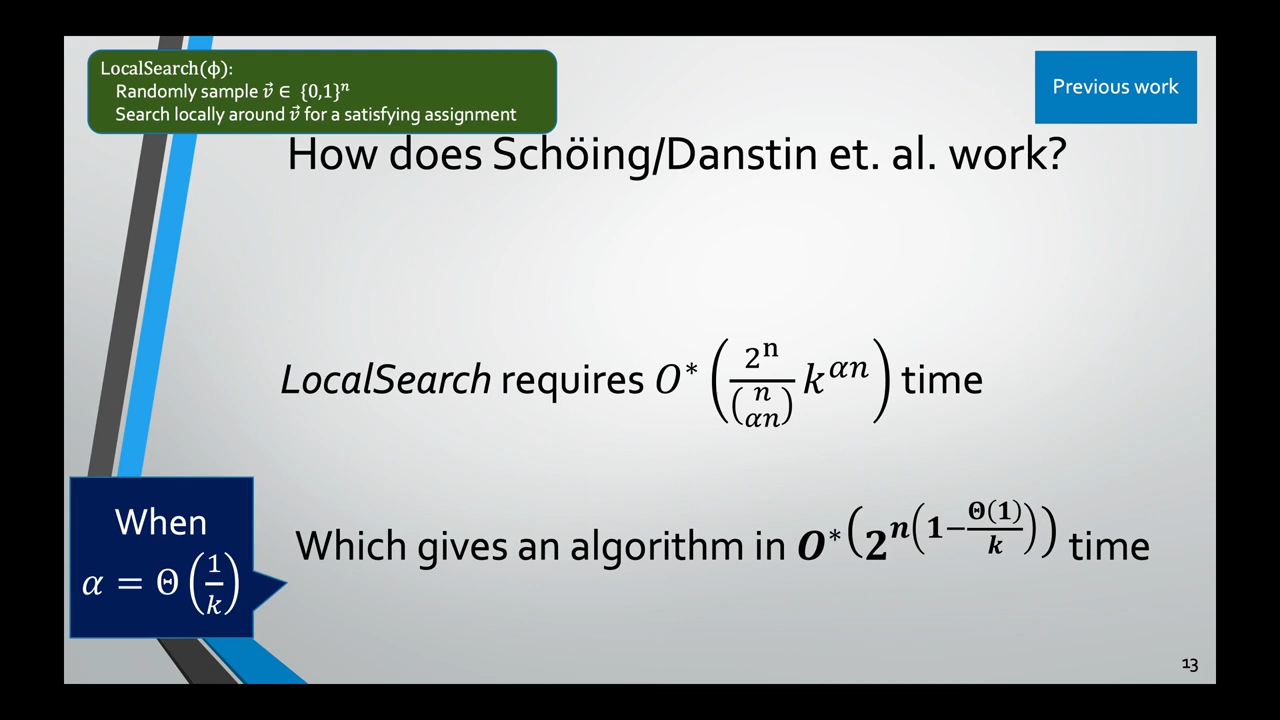 LocalSearch(ϕ):
Randomly sample v⃗ ∈ {0,1}ⁿ
Search locally around v⃗ for a satisfying assignment
Previous work
How does Schöing/Danstin et. al. work?
LocalSearch requires O*(2ⁿ/(n αn) k^{αn}) time
When
α = Θ(1/k)
Which gives an algorithm in O*(2^{n(1−Θ(1)/k)}) time
13